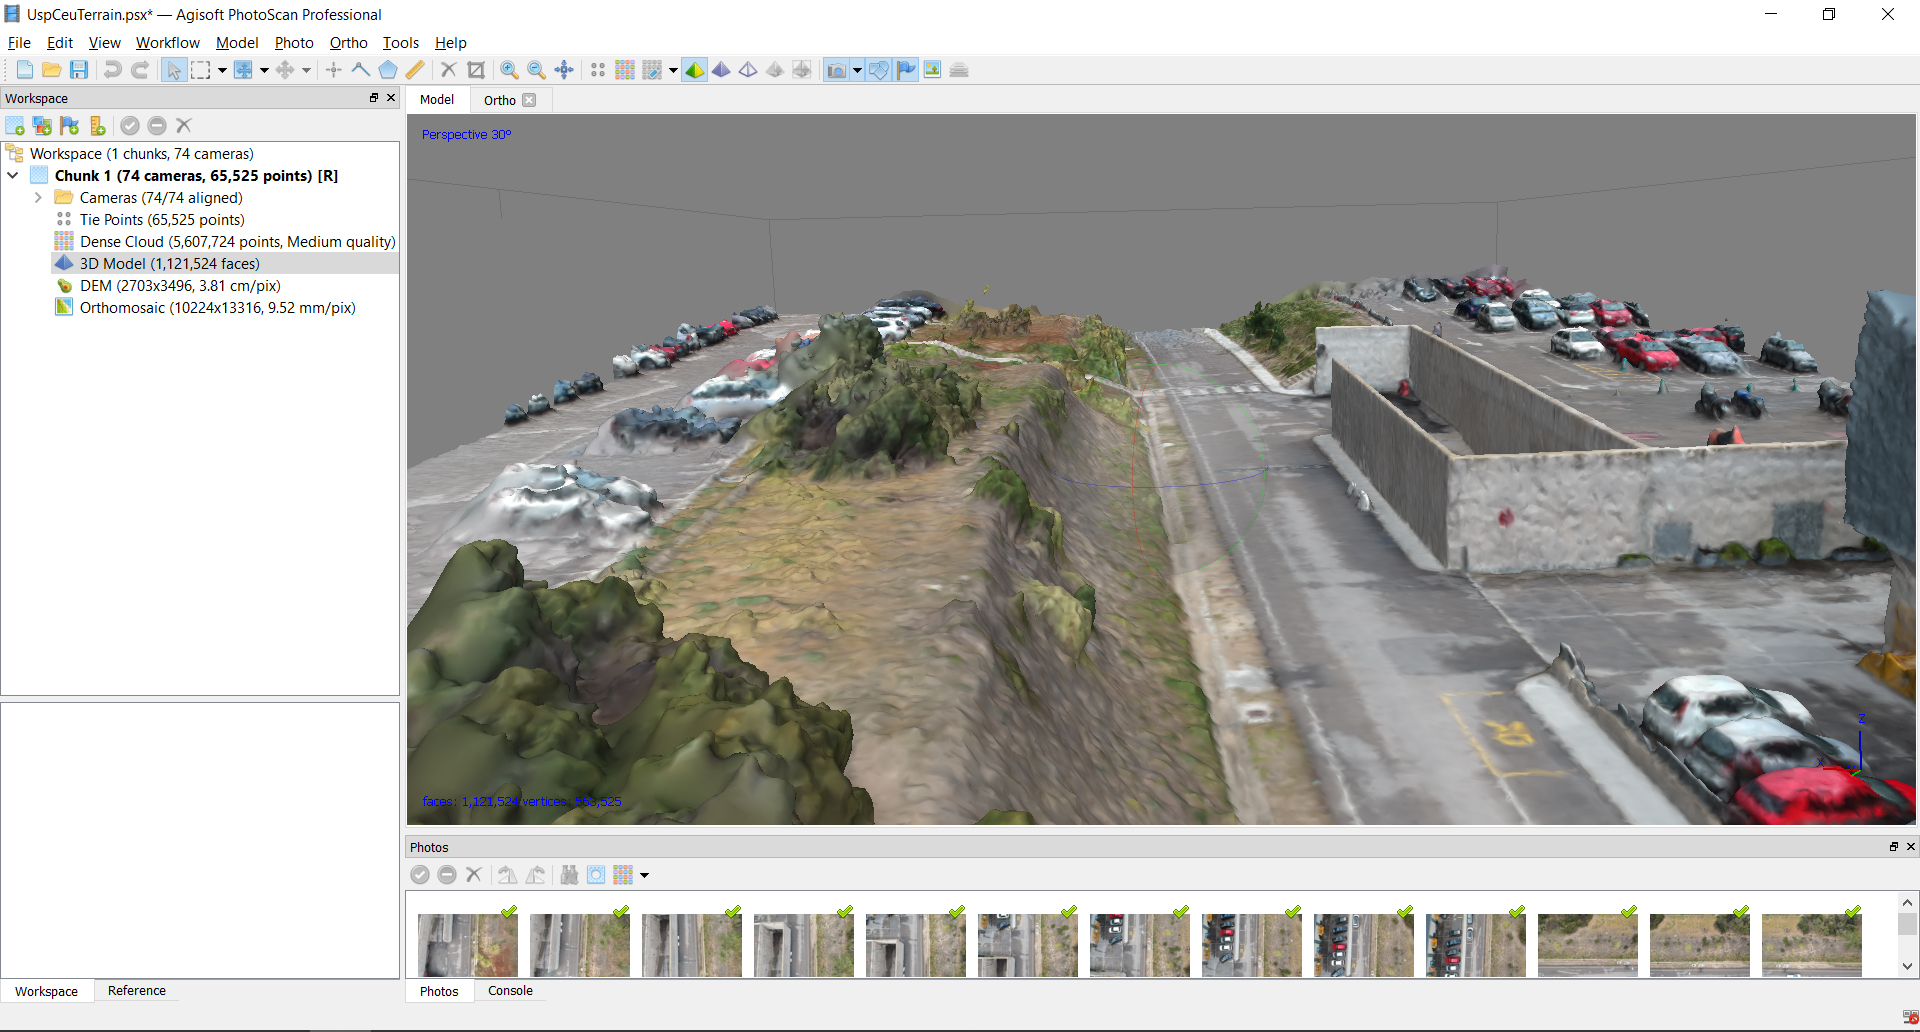 UspCeuTerrain.psx* — Agisoft PhotoScan Professional
File Edit View Workflow Model Photo Ortho Tools Help
Workspace
Model Ortho
Perspective 30°
Workspace (1 chunks, 74 cameras)
Chunk 1 (74 cameras, 65,525 points) [R]
Cameras (74/74 aligned)
Tie Points (65,525 points)
Dense Cloud (5,607,724 points, Medium quality)
3D Model (1,121,524 faces)
DEM (2703x3496, 3.81 cm/pix)
Orthomosaic (10224x13316, 9.52 mm/pix)
Z
X
faces: 1,121,524 vertices:
Photos
Workspace Reference
Photos Console